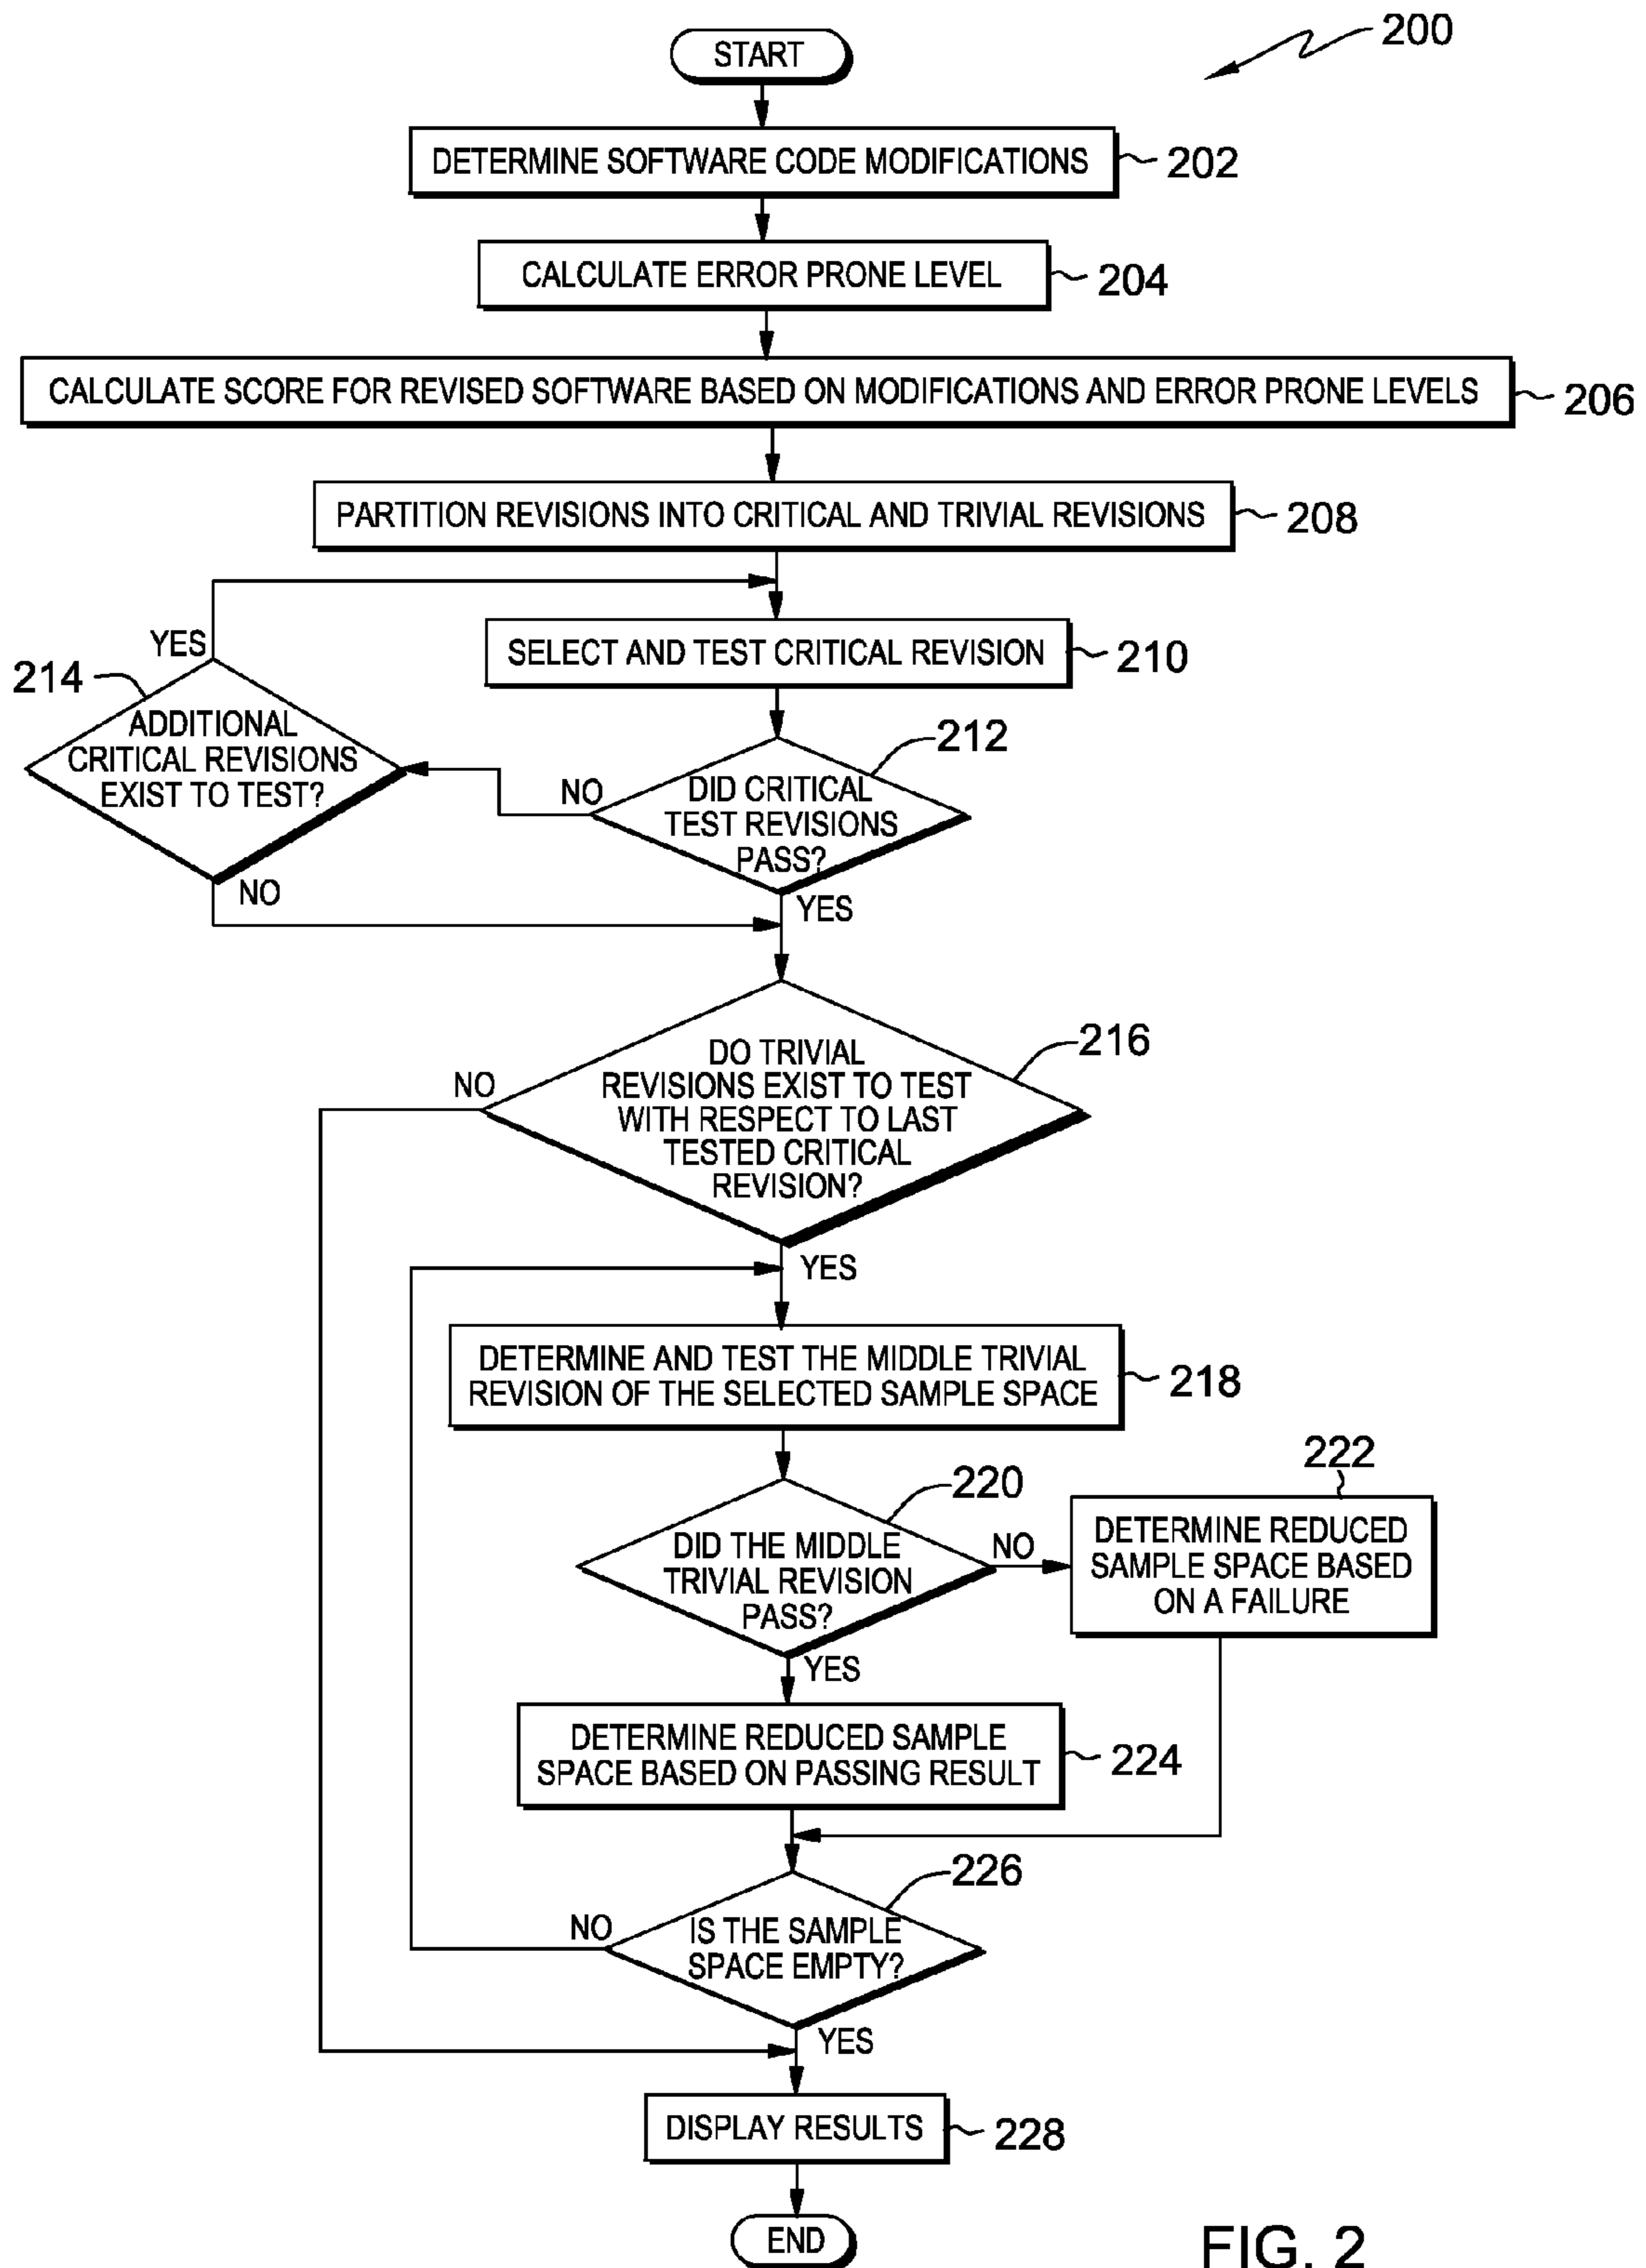 200
START
DETERMINE SOFTWARE CODE MODIFICATIONS
202
CALCULATE ERROR PRONE LEVEL
204
CALCULATE SCORE FOR REVISED SOFTWARE BASED ON MODIFICATIONS AND ERROR PRONE LEVELS
206
PARTITION REVISIONS INTO CRITICAL AND TRIVIAL REVISIONS
208
YES
SELECT AND TEST CRITICAL REVISION
210
214
ADDITIONAL
CRITICAL REVISIONS
EXIST TO TEST?
NO
212
DID CRITICAL
TEST REVISIONS
PASS?
NO
YES
216
DO TRIVIAL
REVISIONS EXIST TO TEST
WITH RESPECT TO LAST
TESTED CRITICAL
REVISION?
NO
YES
DETERMINE AND TEST THE MIDDLE TRIVIAL
REVISION OF THE SELECTED SAMPLE SPACE
218
220
DID THE MIDDLE
TRIVIAL REVISION
PASS?
NO
222
DETERMINE REDUCED
SAMPLE SPACE BASED
ON A FAILURE
YES
DETERMINE REDUCED SAMPLE
SPACE BASED ON PASSING RESULT
224
226
NO
IS THE SAMPLE
SPACE EMPTY?
YES
DISPLAY RESULTS
228
END
FIG. 2